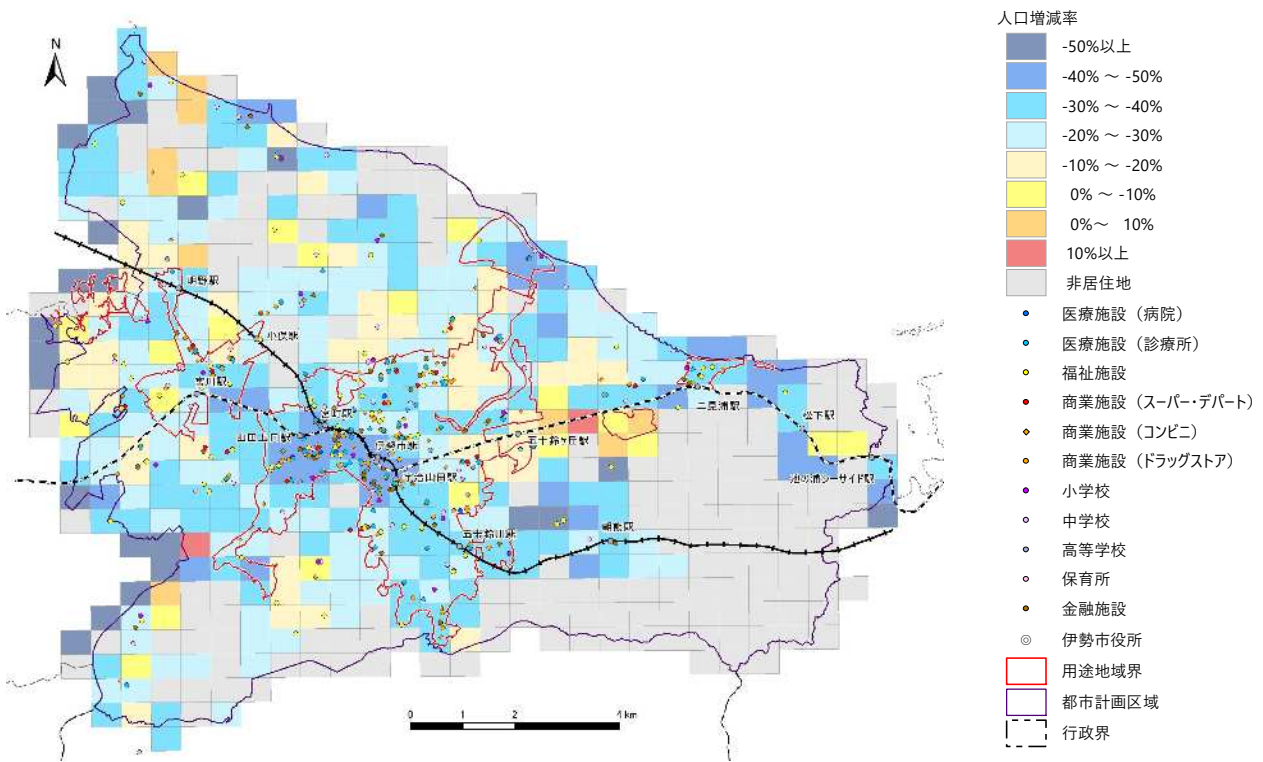 N
明野駅
小俣駅
宮川駅
山田上口駅
伊勢市駅
宇治山田駅
五十鈴ヶ丘駅
五十鈴川駅
朝熊駅
二見浦駅
松下駅
池の浦シーサイド駅
0 1 2 4 km
人口増減率
-50%以上
-40% ～ -50%
-30% ～ -40%
-20% ～ -30%
-10% ～ -20%
0% ～ -10%
0%～ 10%
10%以上
非居住地
医療施設（病院）
医療施設（診療所）
福祉施設
商業施設（スーパー・デパート）
商業施設（コンビニ）
商業施設（ドラッグストア）
小学校
中学校
高等学校
保育所
金融施設
伊勢市役所
用途地域界
都市計画区域
行政界